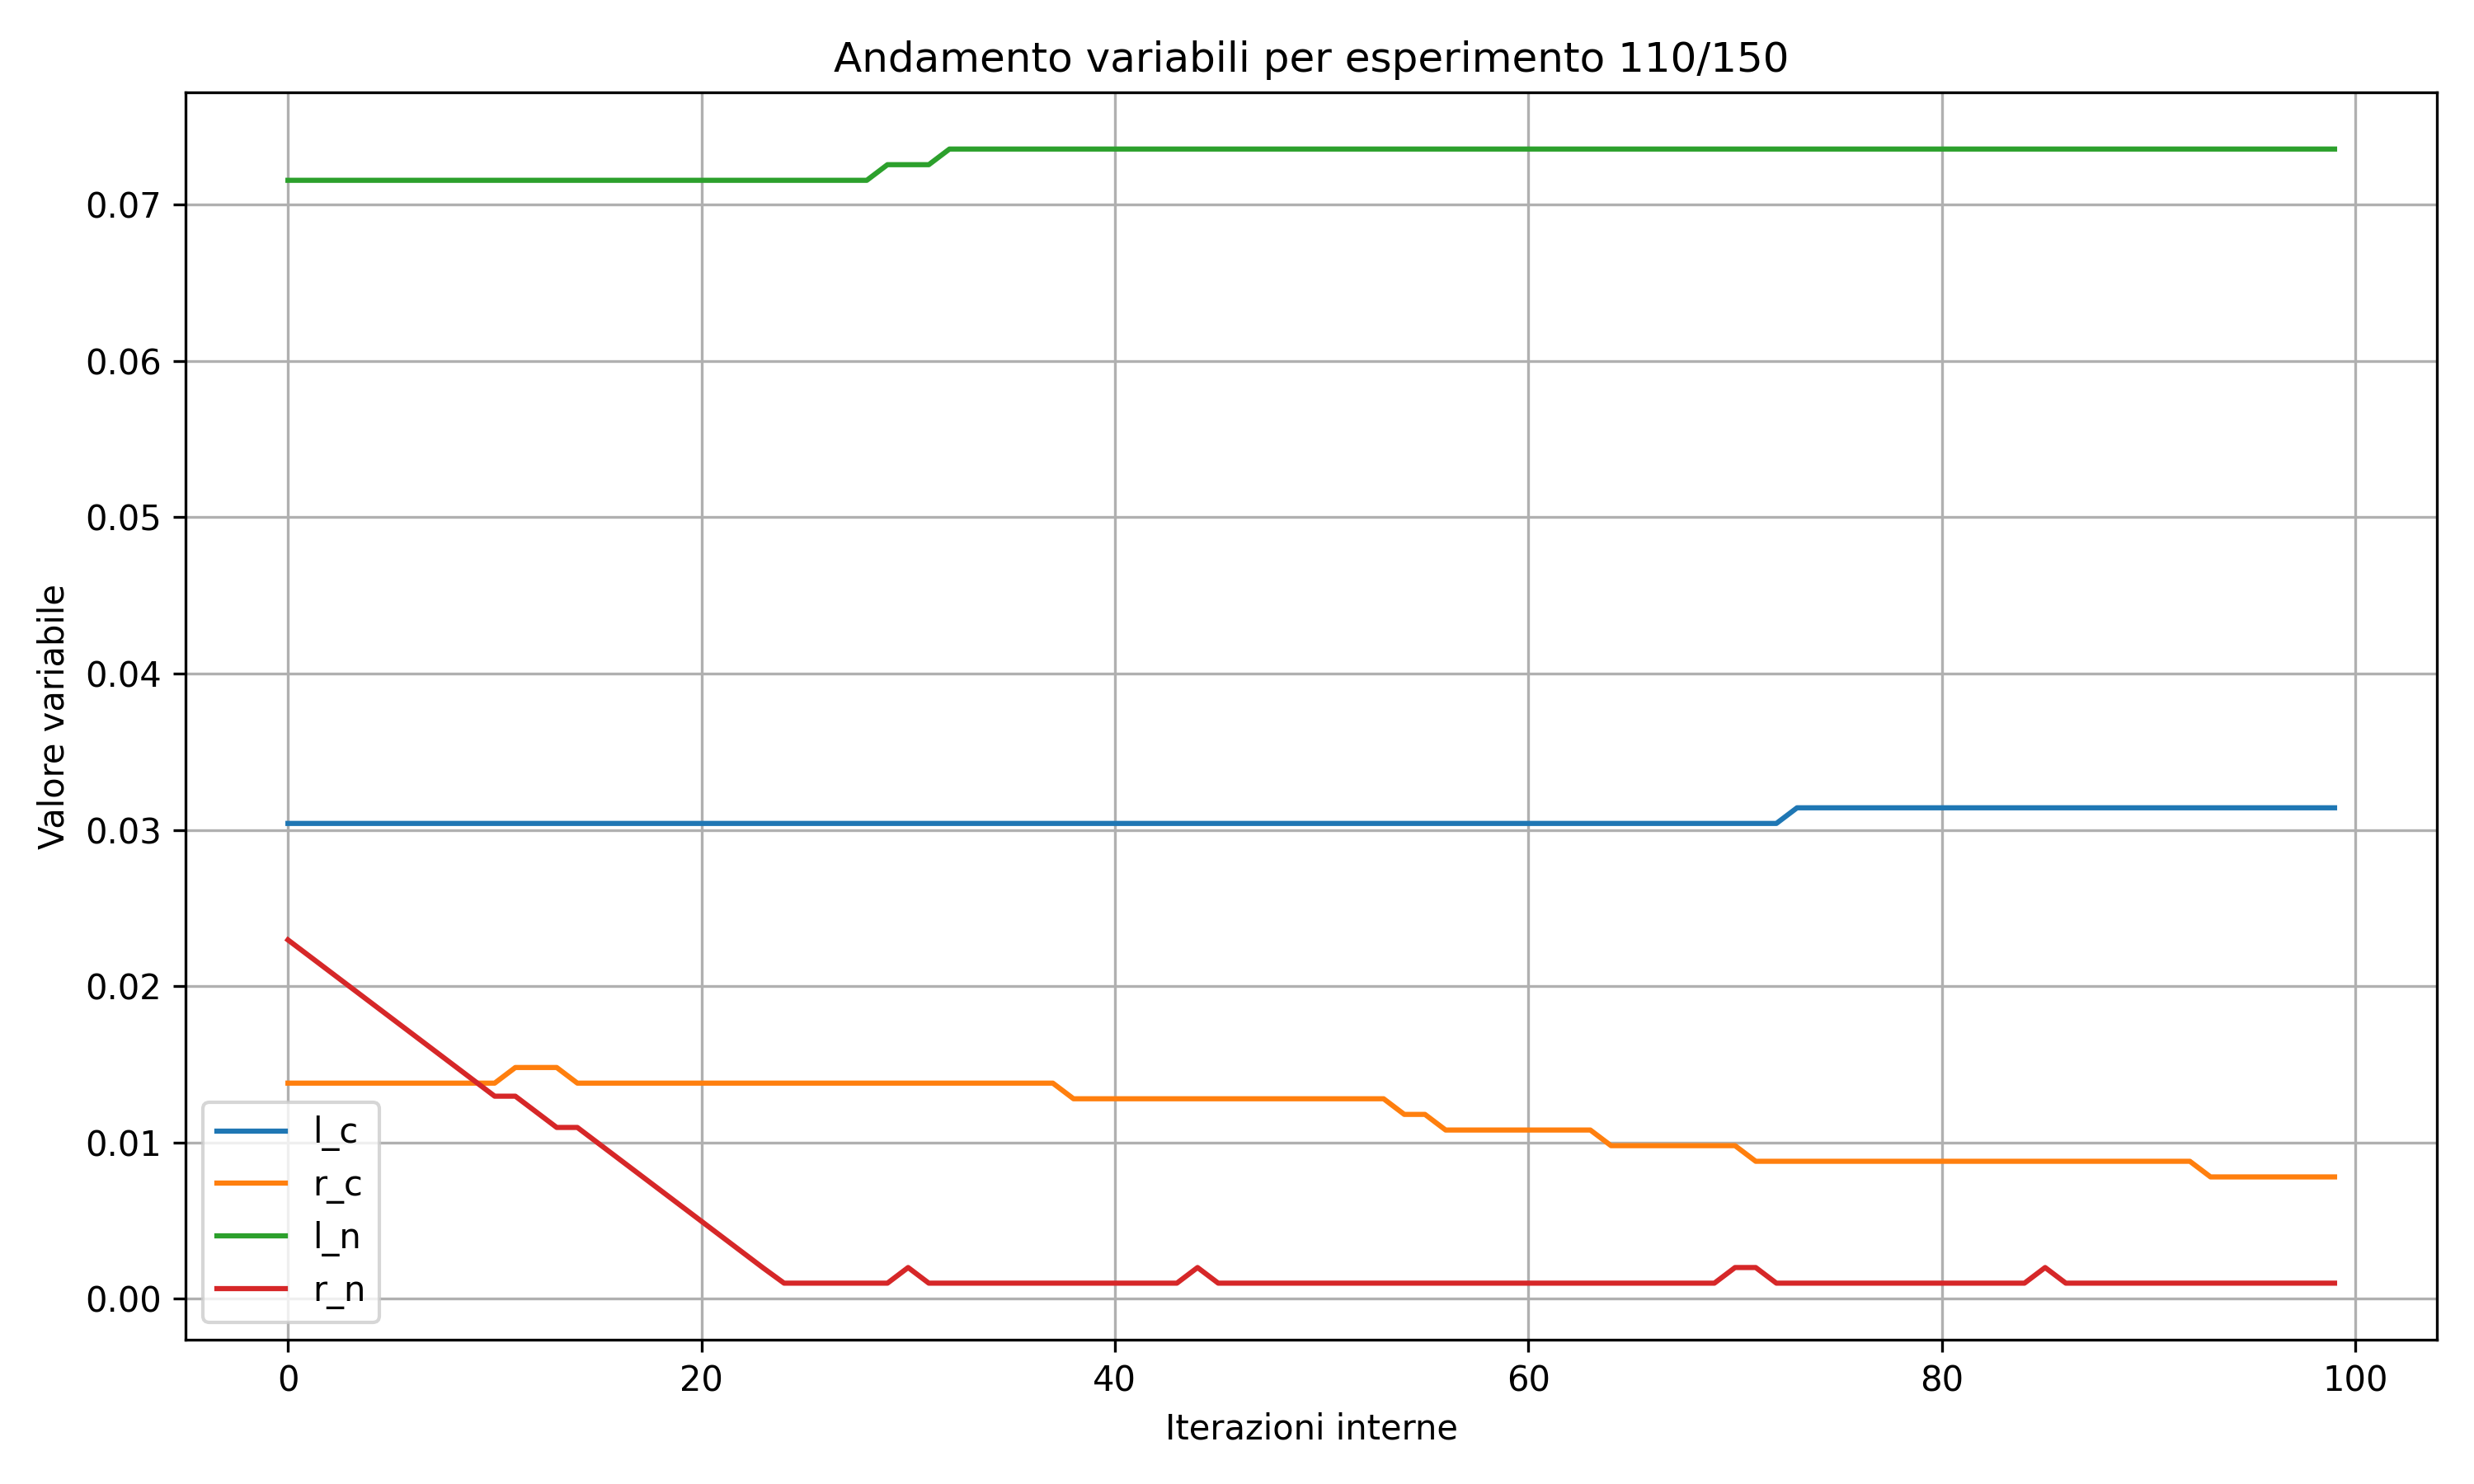 Andamento variabili per esperimento 110/150
Valore variabile
0.07
0.06
0.05
0.04
0.03
0.02
0.01
0.00
l_c
r_c
l_n
r_n
0 20 40 60 80 100
Iterazioni interne